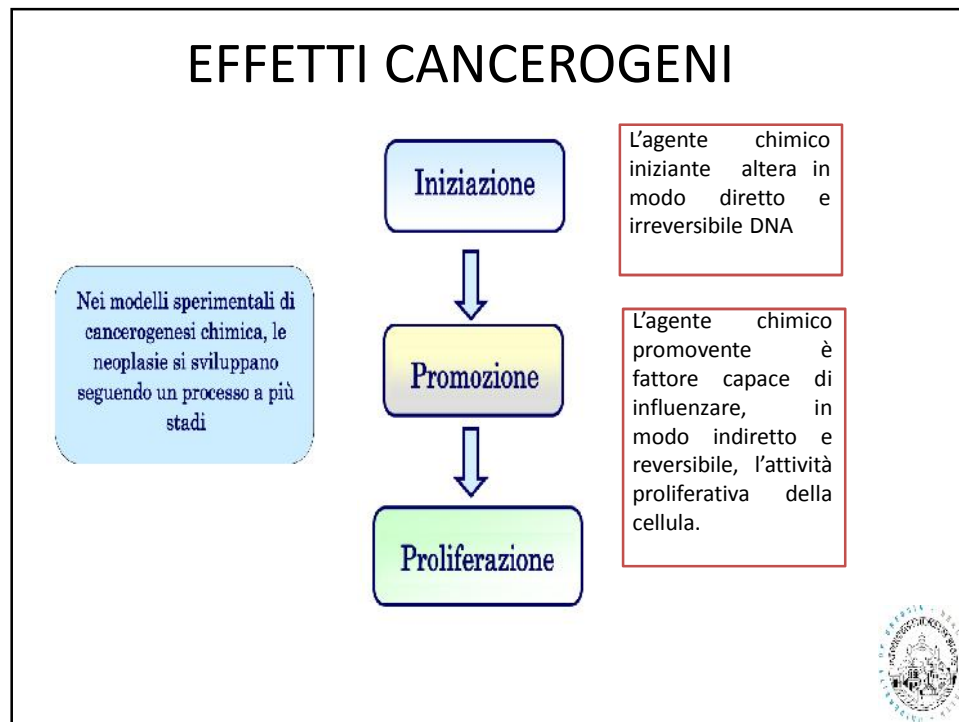 EFFETTI CANCEROGENI
Iniziazione
L'agente chimico
iniziante altera in
modo diretto e
irreversibile DNA
Nei modelli sperimentali di
cancerogenesi chimica, le
neoplasie si sviluppano
seguendo un processo a più
stadi
Promozione
L'agente chimico
promovente è
fattore capace di
influenzare, in
modo indiretto e
reversibile, l'attività
proliferativa della
cellula.
Proliferazione